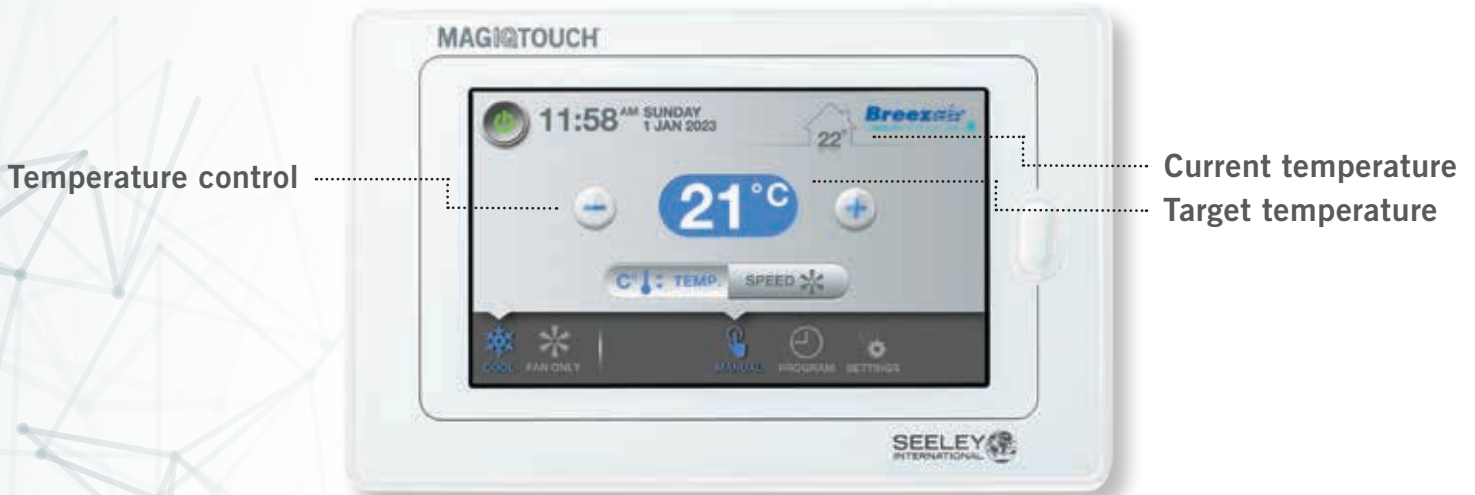 MAGIQTOUCH
11:58 AM SUNDAY
1 JAN 2023
22°
Breezair
Temperature control
21°C
Current temperature
Target temperature
C° TEMP. SPEED
COOL FAN ONLY MANUAL PROGRAM SETTINGS
SEELEY
INTERNATIONAL